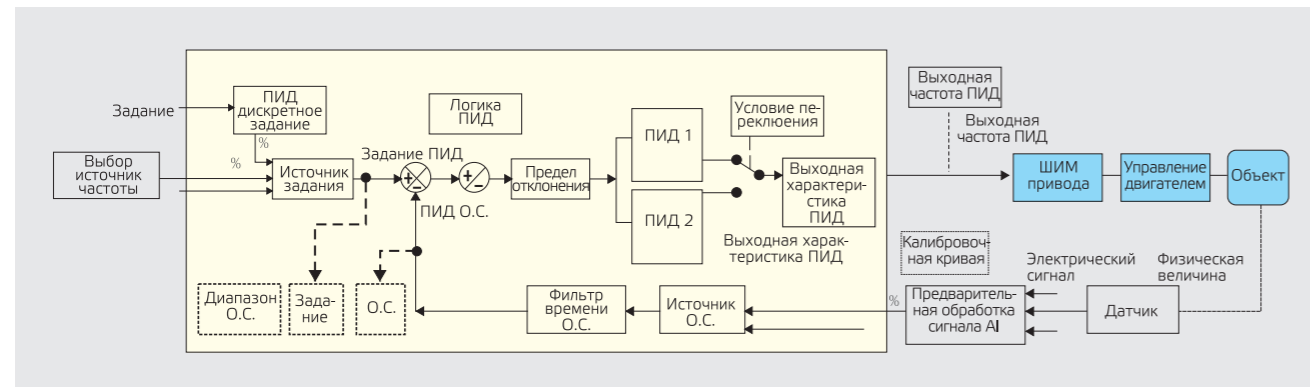 Задание
ПИД
дискретное
задание
%
Выбор
источник
частоты
%
Источник
задания
Задание ПИД
+
−
Логика
ПИД
+
−
ПИД О.С.
Предел
отклонения
ПИД 1
ПИД 2
Условие пе-
реклюения
Выходная
характери-
стика
ПИД
Выходная харак-
теристика ПИД
Выходная
частота ПИД
Выходная
частота ПИД
ШИМ
привода
Управление
двигателем
Объект
Диапазон
О.С.
Зада-
ние
О.С.
Фильтр
времени
О.С.
Источник
О.С.
%
Калибровоч-
ная кривая
Предваритель-
ная обработка
сигнала AI
Электрический
сигнал
Датчик
Физическая
величина